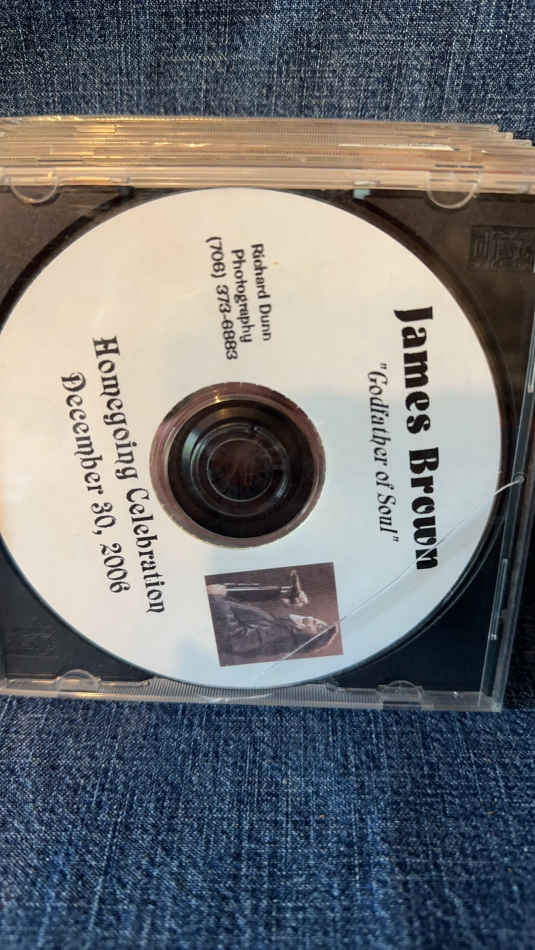 James Brown
"Godfather of Soul"
Richard Dunn
Photography
(706) 373-6883
Homegoing Celebration
December 30, 2006